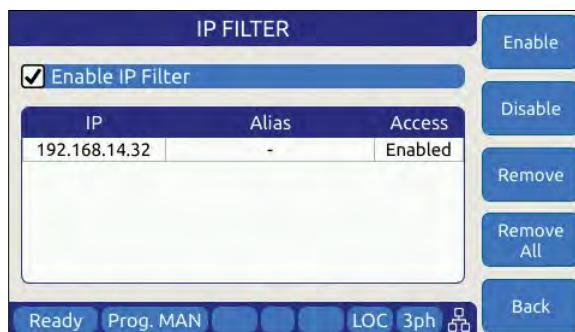 IP FILTER
Enable IP Filter
IP Alias Access
192.168.14.32 - Enabled
Enable
Disable
Remove
Remove
All
Back
Ready Prog. MAN LOC 3ph